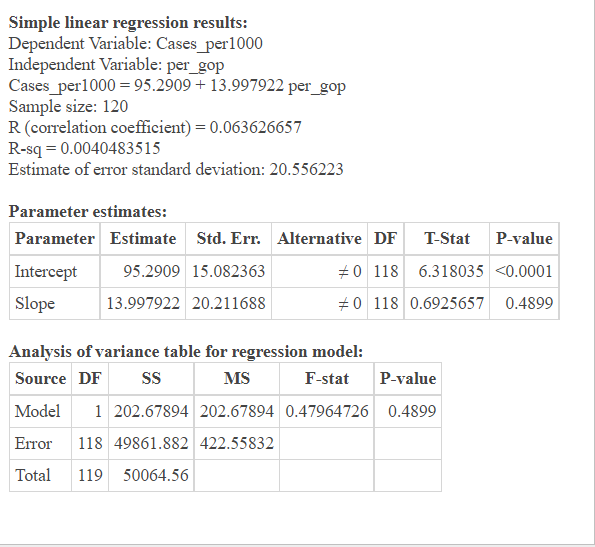 Simple linear regression results:
Dependent Variable: Cases_per1000
Independent Variable: per_gop
Cases_per1000 = 95.2909 + 13.997922 per_gop
Sample size: 120
R (correlation coefficient) = 0.063626657
R-sq = 0.0040483515
Estimate of error standard deviation: 20.556223
Parameter estimates:
Parameter Estimate Std. Err. Alternative DF T-Stat P-value
Intercept 95.2909 15.082363 ≠ 0 118 6.318035 <0.0001
Slope 13.997922 20.211688 ≠ 0 118 0.6925657 0.4899
Analysis of variance table for regression model:
Source DF SS MS F-stat P-value
Model 1 202.67894 202.67894 0.47964726 0.4899
Error 118 49861.882 422.55832
Total 119 50064.56